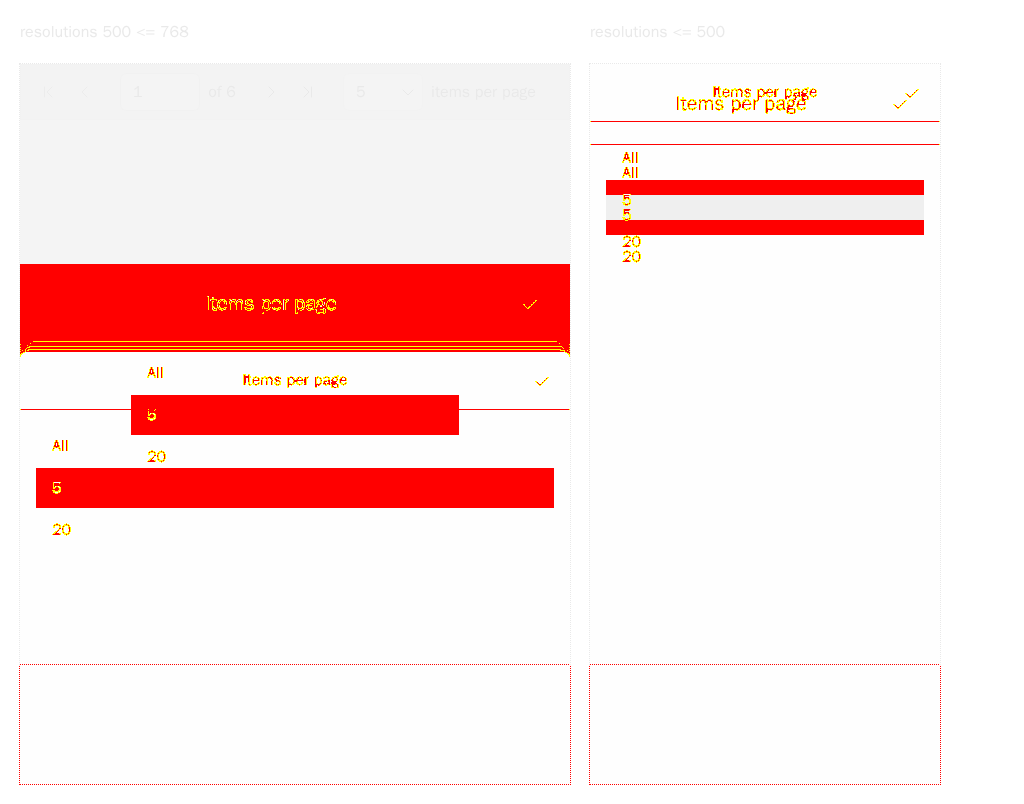 resolutions 500 <= 768
1 of 6 5 items per page
Items per page
All
Items per page
5
All
20
5
20
resolutions <= 500
Items per page
Items per page
All
All
5
5
20
20